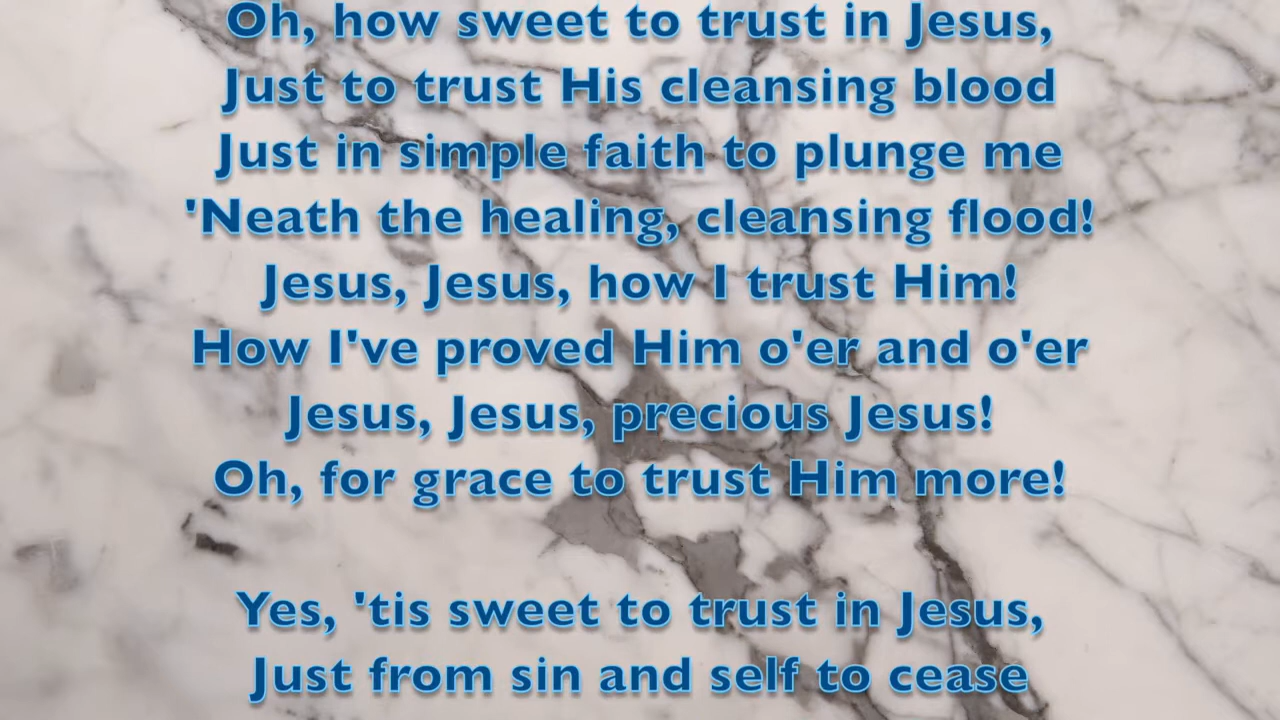 Oh, how sweet to trust in Jesus,
Just to trust His cleansing blood
Just in simple faith to plunge me
'Neath the healing, cleansing flood!
Jesus, Jesus, how I trust Him!
How I've proved Him o'er and o'er
Jesus, Jesus, precious Jesus!
Oh, for grace to trust Him more!
Yes, 'tis sweet to trust in Jesus,
Just from sin and self to cease